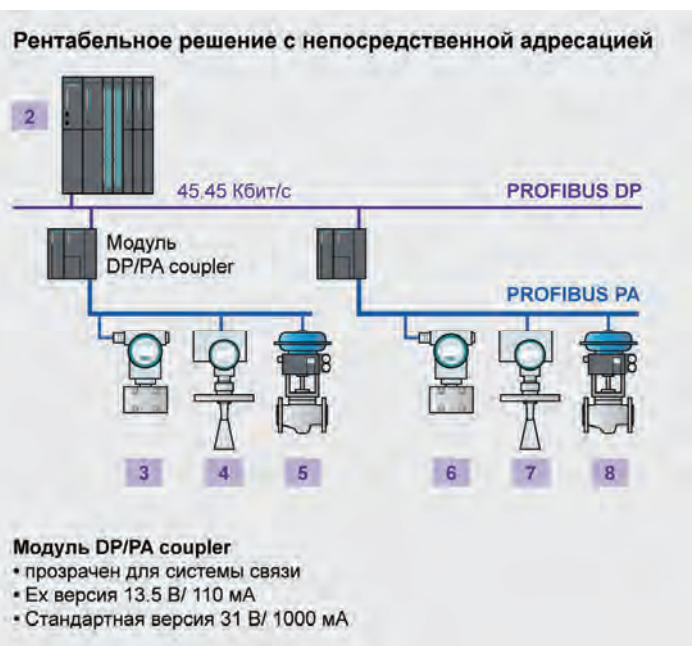 Рентабельное решение с непосредственной адресацией
2
45.45 Кбит/с
PROFIBUS DP
Модуль
DP/PA coupler
PROFIBUS PA
3 4 5 6 7 8
Модуль DP/PA coupler
• прозрачен для системы связи
• Ex версия 13.5 В/ 110 мА
• Стандартная версия 31 В/ 1000 мА